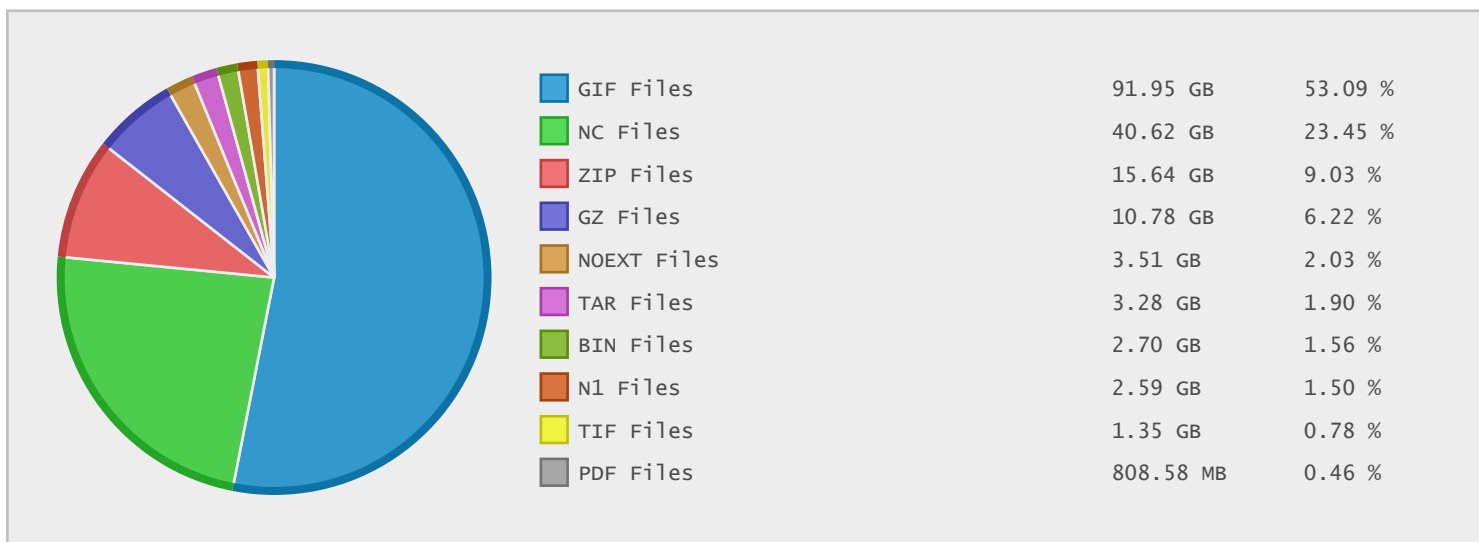 GIF Files 91.95 GB 53.09 %
NC Files 40.62 GB 23.45 %
ZIP Files 15.64 GB 9.03 %
GZ Files 10.78 GB 6.22 %
NOEXT Files 3.51 GB 2.03 %
TAR Files 3.28 GB 1.90 %
BIN Files 2.70 GB 1.56 %
N1 Files 2.59 GB 1.50 %
TIF Files 1.35 GB 0.78 %
PDF Files 808.58 MB 0.46 %